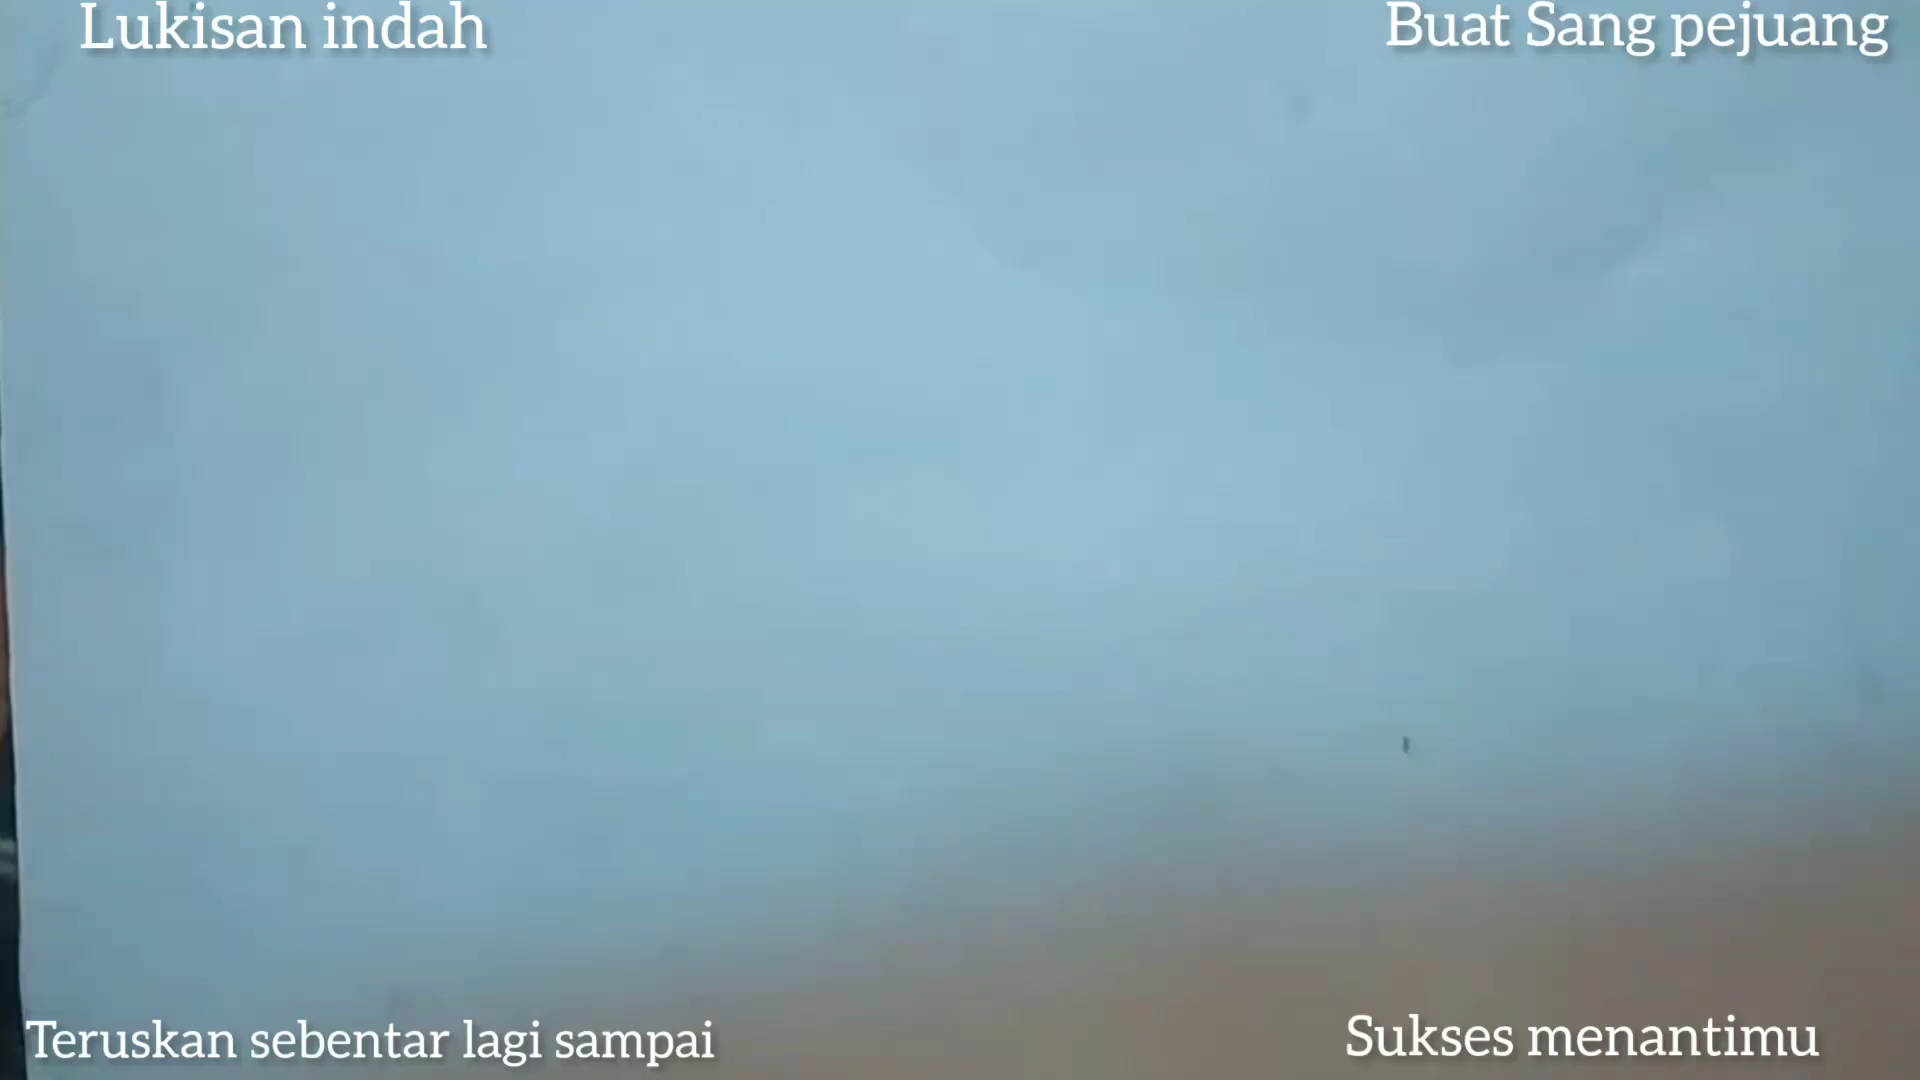 Lukisan indah
Buat Sang pejuang
Teruskan sebentar lagi sampai
Sukses menantimu